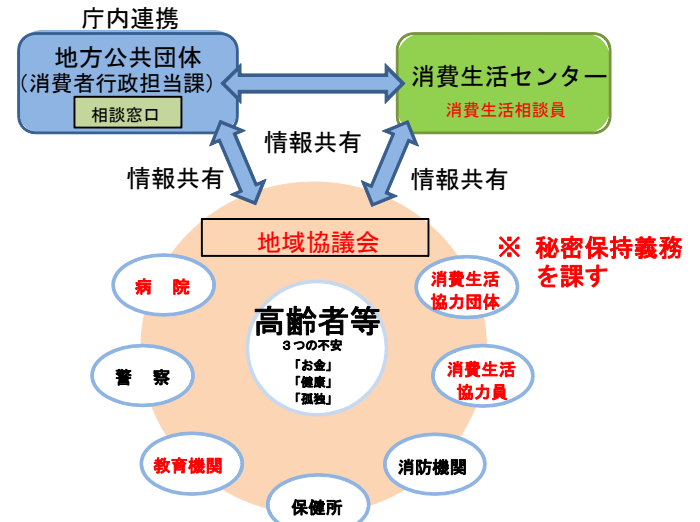 庁内連携
地方公共団体
(消費者行政担当課)
相談窓口
消費生活センター
消費生活相談員
情報共有
情報共有
情報共有
地域協議会
※ 秘密保持義務
を課す
病 院
消費生活
協力団体
高齢者等
3つの不安
「お金」
「健康」
「孤独」
警 察
消費生活
協力員
教育機関
消防機関
保健所